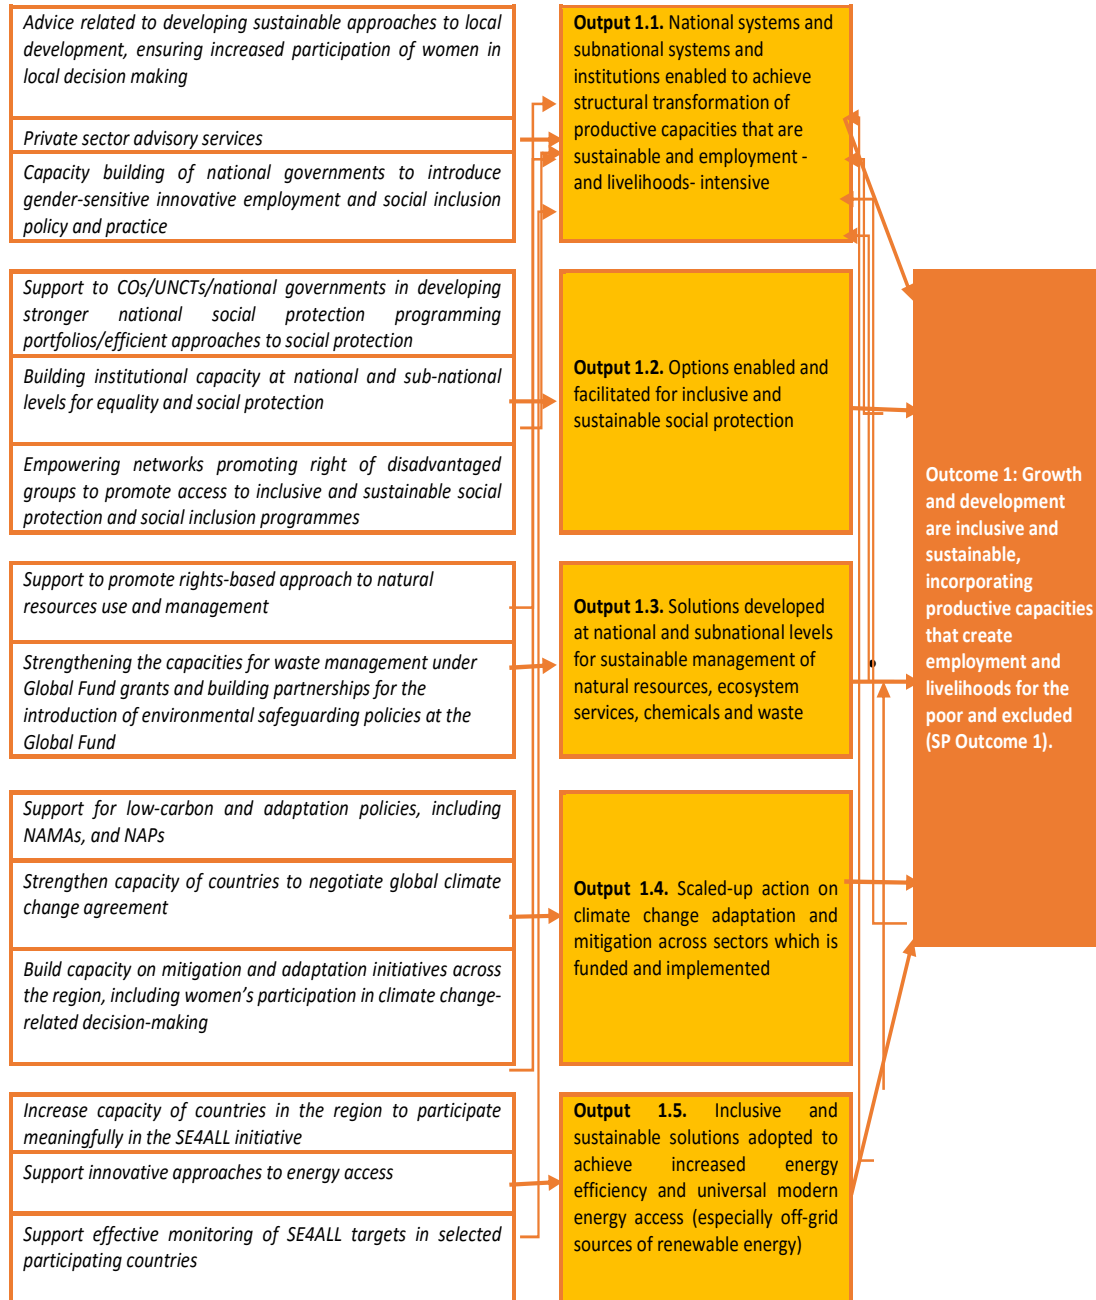 Advice related to developing sustainable approaches to local
development, ensuring increased participation of women in
local decision making
Private sector advisory services
Capacity building of national governments to introduce
gender-sensitive innovative employment and social inclusion
policy and practice
Output 1.1. National systems and
subnational systems and
institutions enabled to achieve
structural transformation of
productive capacities that are
sustainable and employment -
and livelihoods- intensive
Support to COs/UNCTs/national governments in developing
stronger national social protection programming
portfolios/efficient approaches to social protection
Building institutional capacity at national and sub-national
levels for equality and social protection
Empowering networks promoting right of disadvantaged
groups to promote access to inclusive and sustainable social
protection and social inclusion programmes
Output 1.2. Options enabled and
facilitated for inclusive and
sustainable social protection
Support to promote rights-based approach to natural
resources use and management
Strengthening the capacities for waste management under
Global Fund grants and building partnerships for the
introduction of environmental safeguarding policies at the
Global Fund
Output 1.3. Solutions developed
at national and subnational levels
for sustainable management of
natural resources, ecosystem
services, chemicals and waste
Support for low-carbon and adaptation policies, including
NAMAs, and NAPs
Strengthen capacity of countries to negotiate global climate
change agreement
Build capacity on mitigation and adaptation initiatives across
the region, including women’s participation in climate change-
related decision-making
Output 1.4. Scaled-up action on
climate change adaptation and
mitigation across sectors which is
funded and implemented
Increase capacity of countries in the region to participate
meaningfully in the SE4ALL initiative
Support innovative approaches to energy access
Support effective monitoring of SE4ALL targets in selected
participating countries
Output 1.5. Inclusive and
sustainable solutions adopted to
achieve increased energy
efficiency and universal modern
energy access (especially off-grid
sources of renewable energy)
Outcome 1: Growth
and development
are inclusive and
sustainable,
incorporating
productive capacities
that create
employment and
livelihoods for the
poor and excluded
(SP Outcome 1).